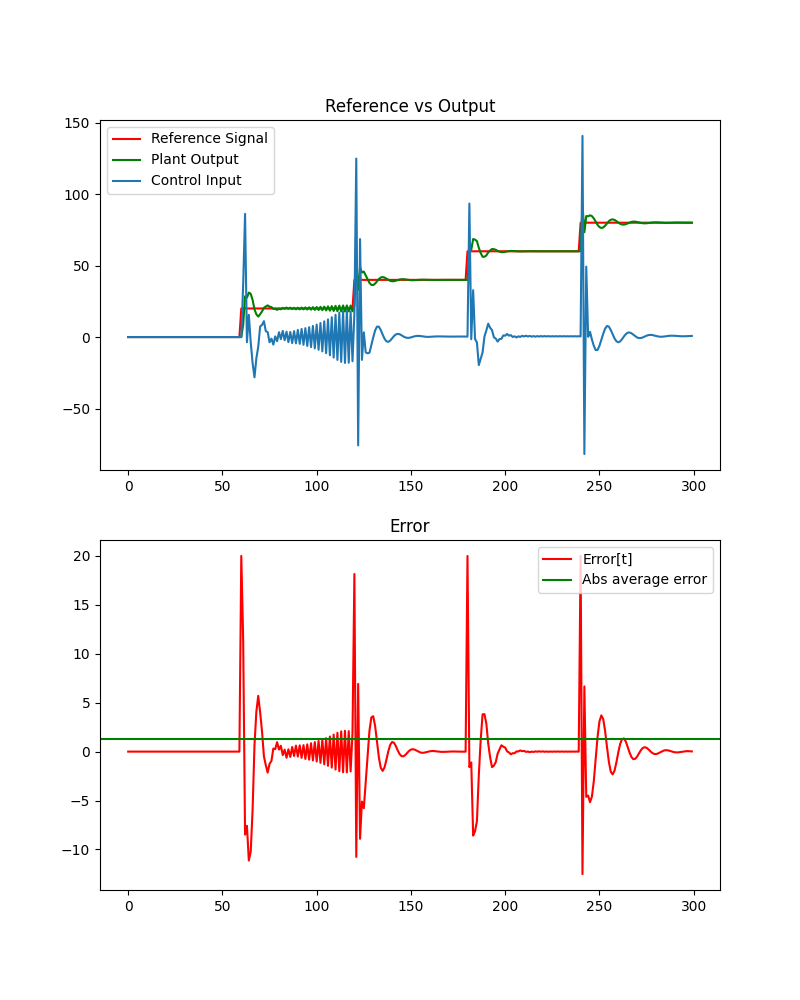 Reference vs Output
150
100
50
0
−50
Reference Signal
Plant Output
Control Input
0 50 100 150 200 250 300
Error
20
15
10
5
0
−5
−10
Error[t]
Abs average error
0 50 100 150 200 250 300